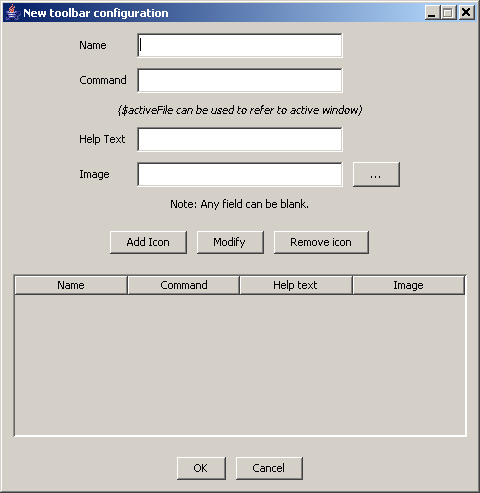 New toolbar configuration
Name
Command
($activeFile can be used to refer to active window)
Help Text
Image ...
Note: Any field can be blank.
Add Icon Modify Remove icon
Name Command Help text Image
OK Cancel